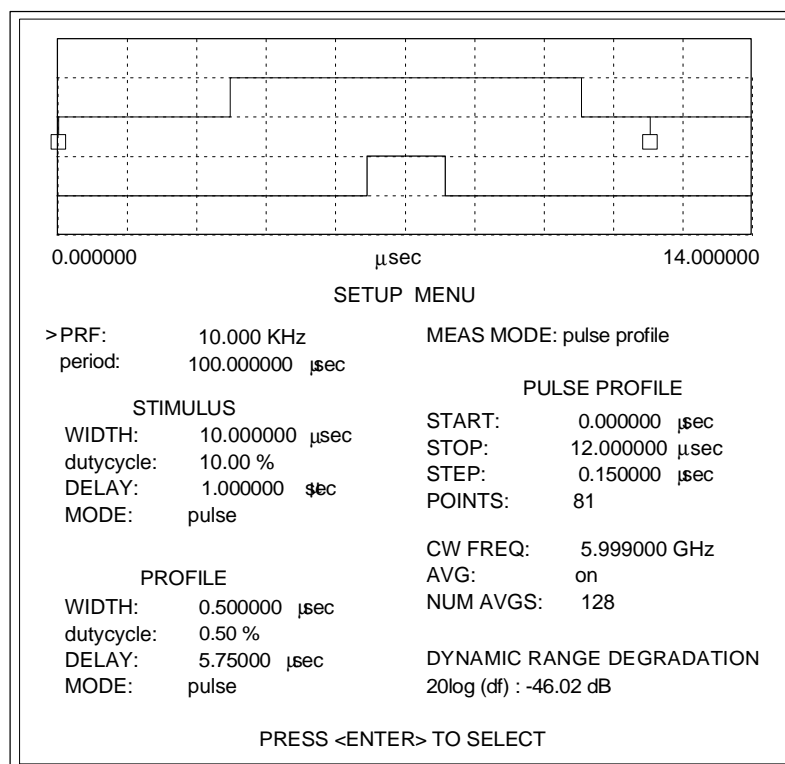 0.000000 μsec 14.000000
SETUP MENU
>PRF: 10.000 KHz
period: 100.000000 μsec
MEAS MODE: pulse profile
STIMULUS
WIDTH: 10.000000 μsec
dutycycle: 10.00 %
DELAY: 1.000000 μsec
MODE: pulse
PULSE PROFILE
START: 0.000000 μsec
STOP: 12.000000 μsec
STEP: 0.150000 μsec
POINTS: 81
PROFILE
WIDTH: 0.500000 μsec
dutycycle: 0.50 %
DELAY: 5.75000 μsec
MODE: pulse
CW FREQ: 5.999000 GHz
AVG: on
NUM AVGS: 128
DYNAMIC RANGE DEGRADATION
20log (df) : -46.02 dB
PRESS <ENTER> TO SELECT